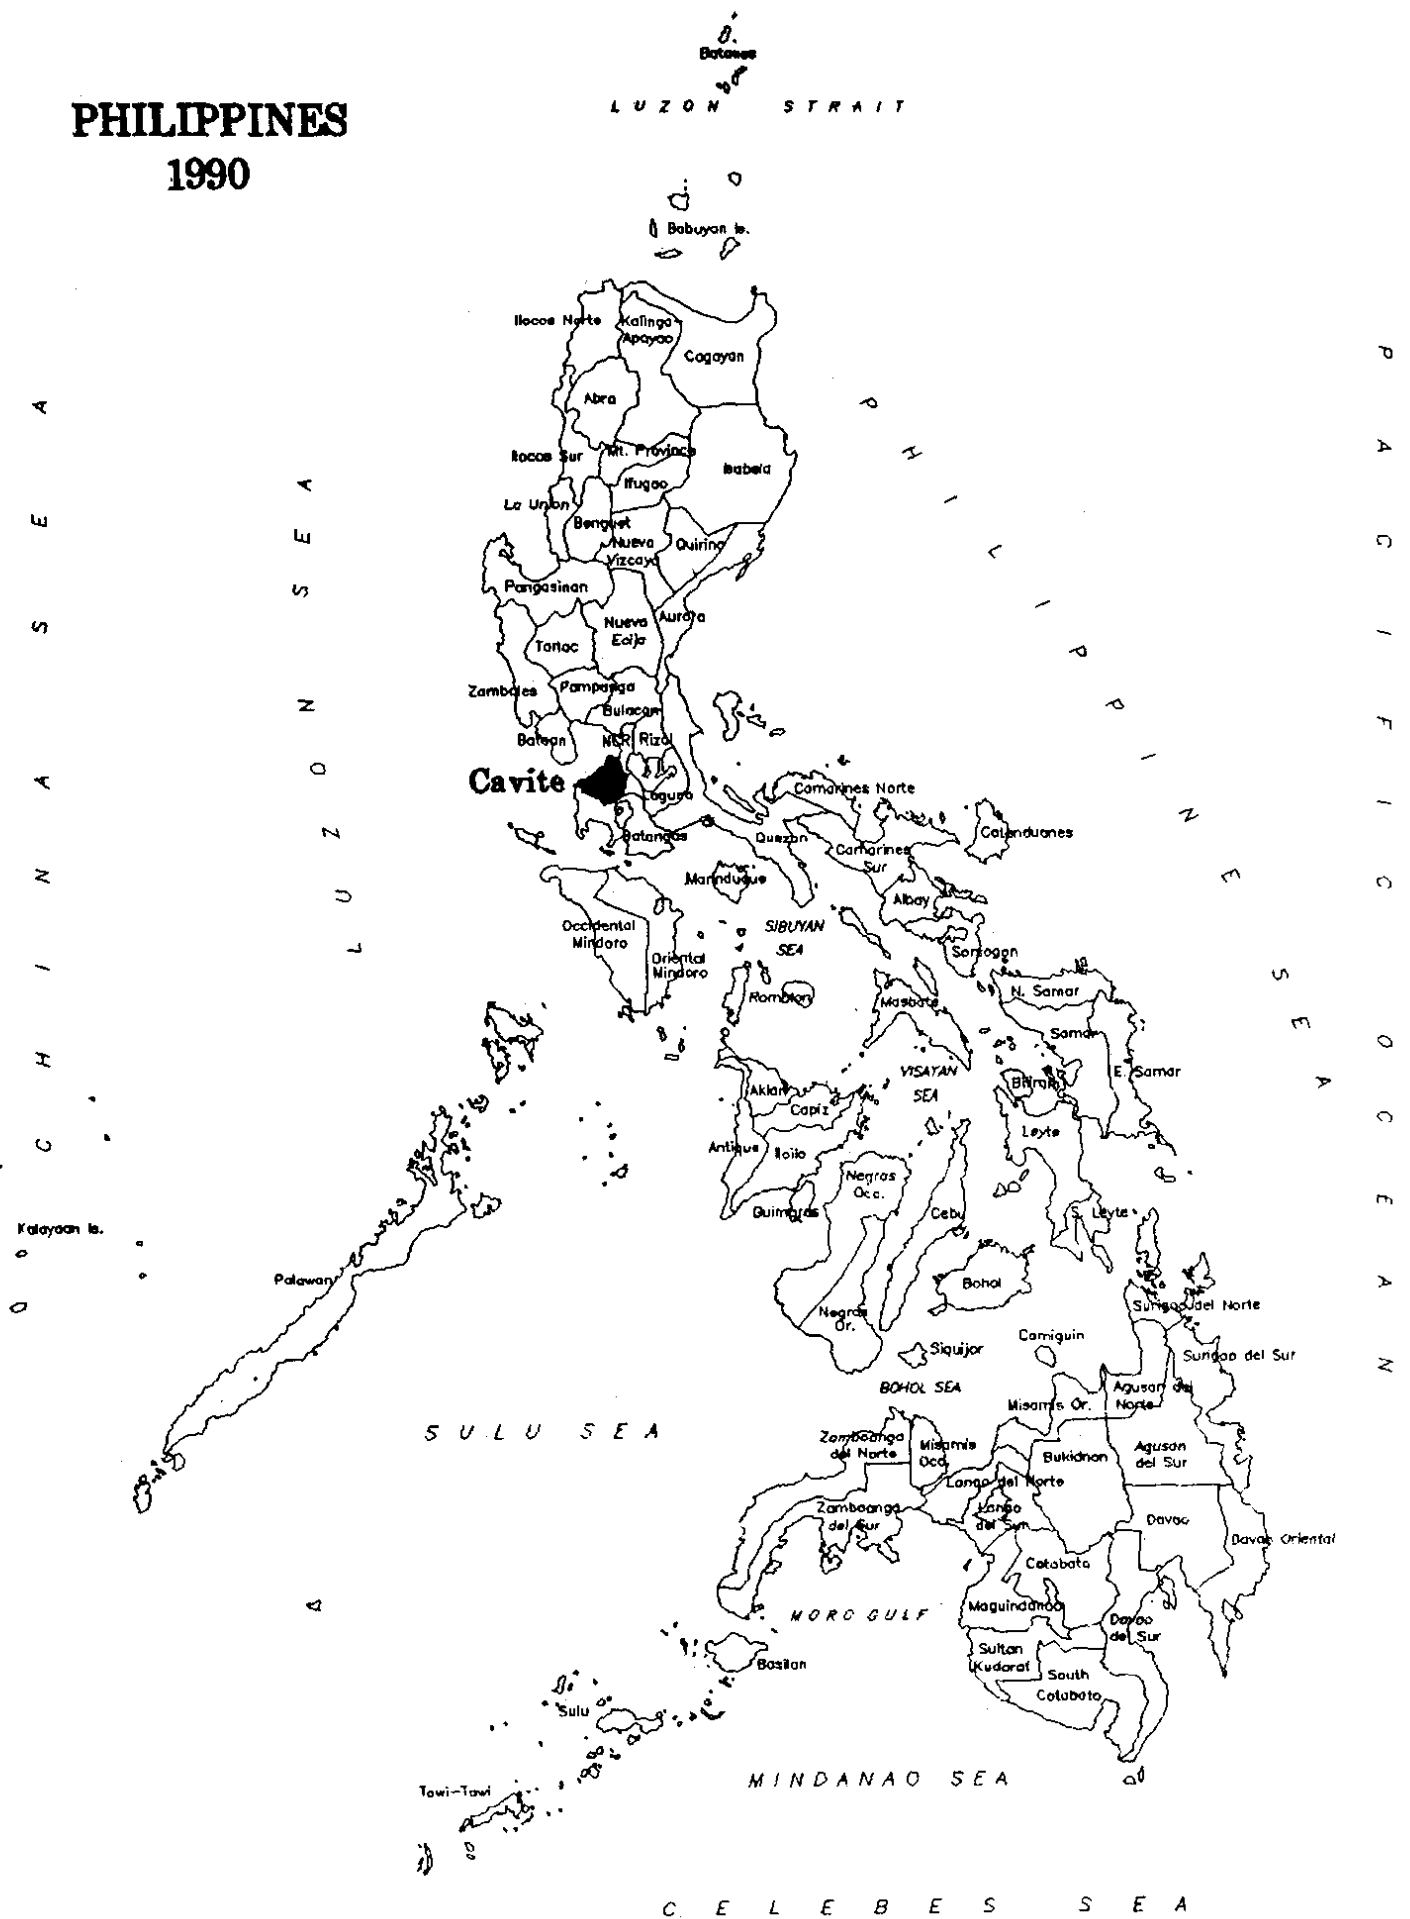 Batanes
LUZON STRAIT
PHILIPPINES
1990
Babuyan Is.
Ilocos Norte
Kalinga-
Apayao
Cagayan
Abra
Ilocos Sur
Mt. Province
Ifugao
Isabela
La Union
Benguet
Nueva
Vizcaya
Quirino
Pangasinan
Nueva
Ecija
Aurora
Tarlac
Zambales
Pampanga
Bulacan
Bataan
NCR
Rizal
Cavite
Laguna
Batangas
Quezon
Camarines Norte
Catanduanes
Camarines
Sur
Marinduque
Albay
SIBUYAN
SEA
Sorsogon
Occidental
Mindoro
Oriental
Mindoro
Romblon
Masbate
N. Samar
Samar
E. Samar
VISAYAN
SEA
Biliran
Aklan
Capiz
Antique
Iloilo
Leyte
Negros
Occ.
Guimaras
Cebu
S. Leyte
Kalayaan Is.
Palawan
Bohol
Negros
Or.
Surigao del Norte
Siquijor
Camiguin
Surigao del Sur
BOHOL SEA
Agusan del
Norte
Misamis Or.
SULU SEA
Zamboanga
del Norte
Misamis
Occ.
Bukidnon
Agusan
del Sur
Lanao del Norte
Zamboanga
del Sur
Lanao
del Sur
Davao
Davao Oriental
Cotabato
Maguindanao
MORO GULF
Davao
del Sur
Sultan
Kudarat
South
Cotabato
Basilan
Sulu
MINDANAO SEA
Tawi-Tawi
CELEBES SEA
CHINA SEA
LUZON SEA
PHILIPPINE SEA
PACIFIC OCEAN